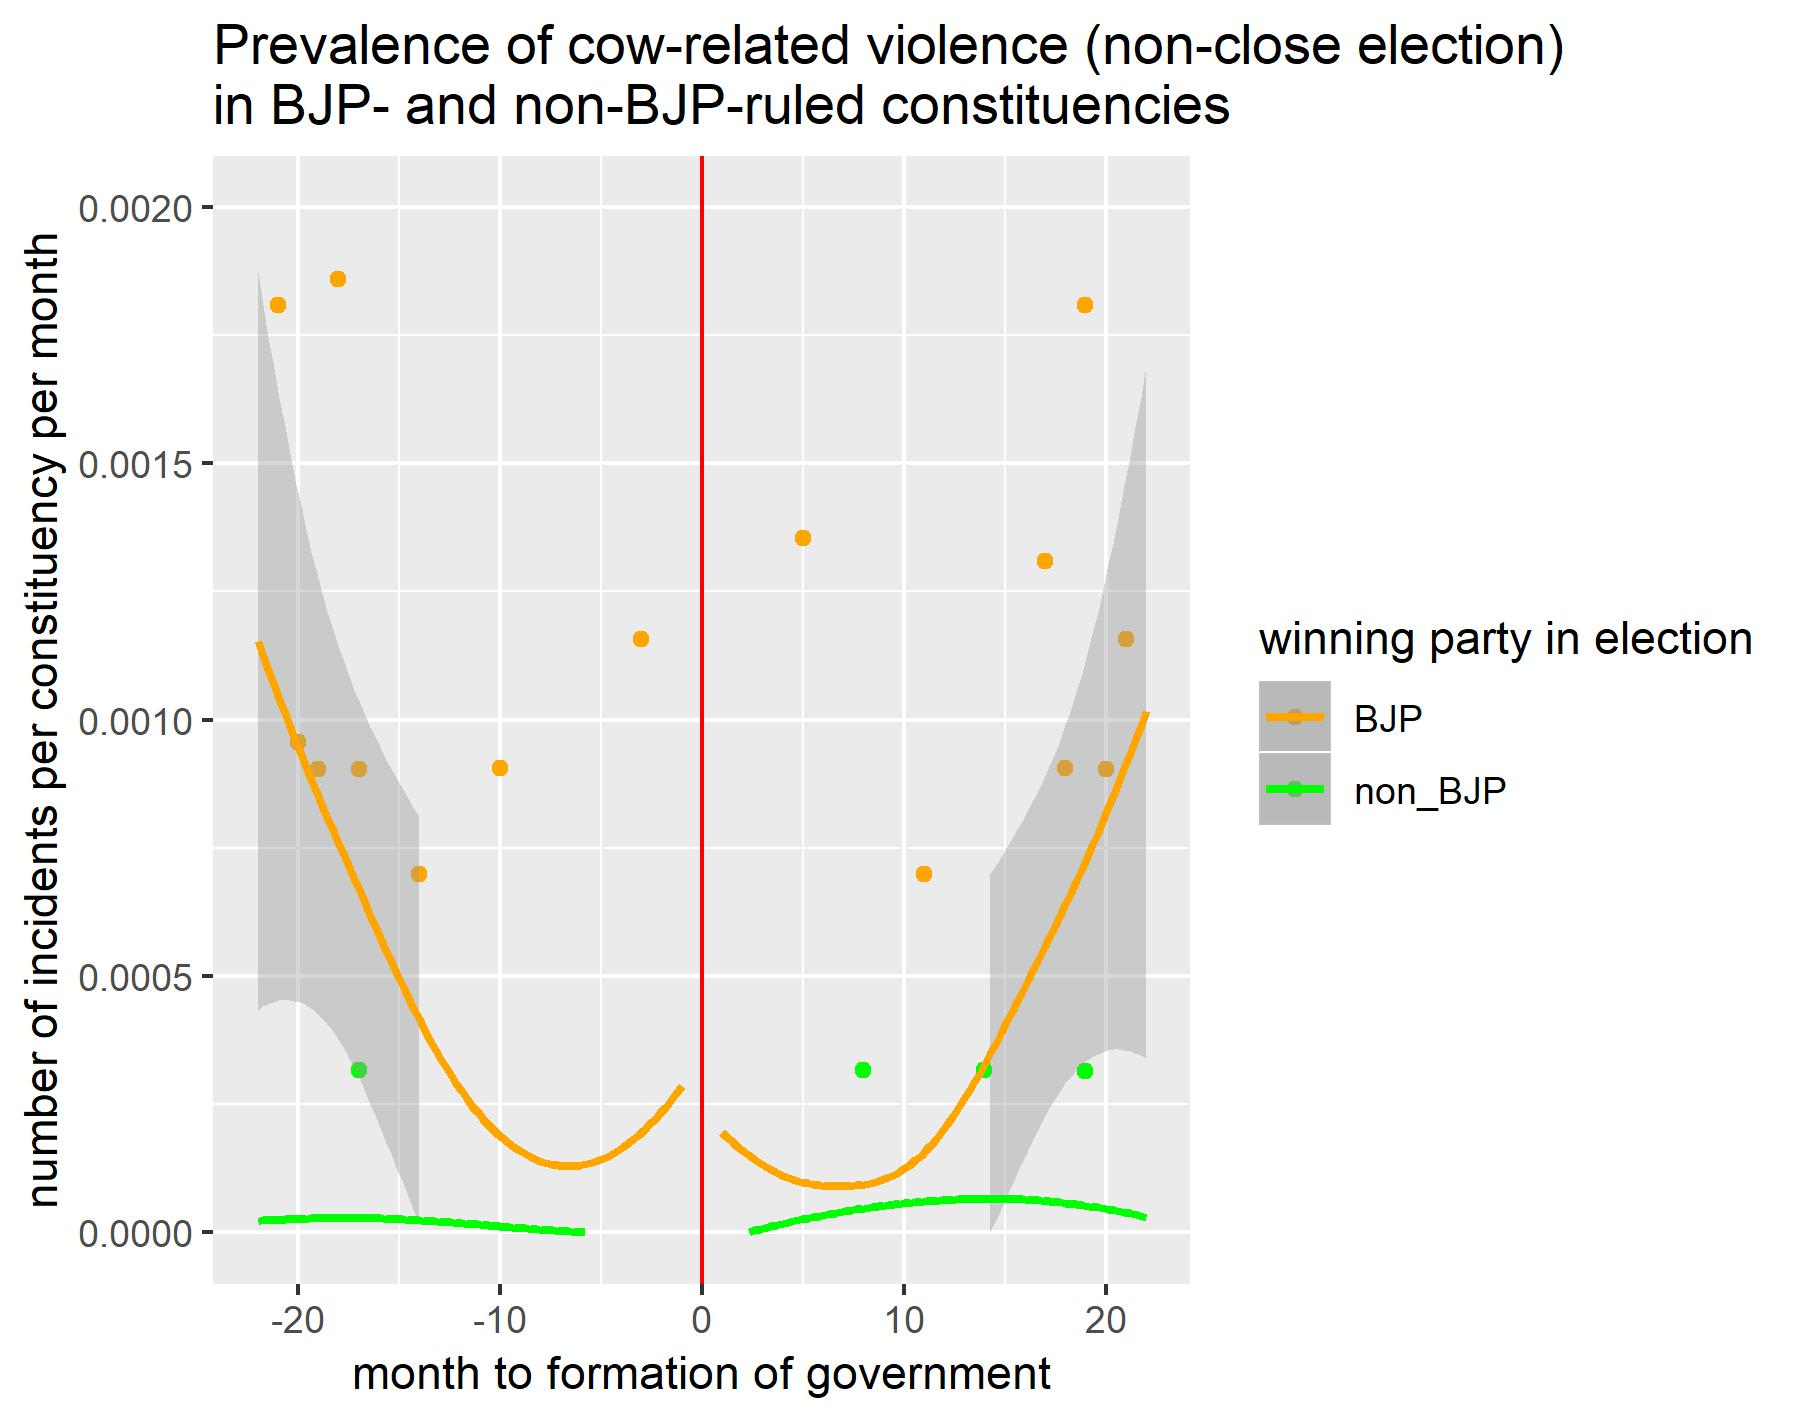 Prevalence of cow-related violence (non-close election)
in BJP- and non-BJP-ruled constituencies
number of incidents per constituency per month
0.0020
0.0015
0.0010
0.0005
0.0000
-20
-10
0
10
20
month to formation of government
winning party in election
BJP
non_BJP